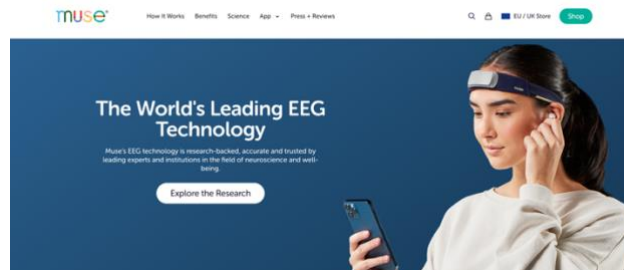 muse
How It Works Benefits Science App Press + Reviews EU / UK Store Shop
The World's Leading EEG
Technology
Muse's EEG technology is research-backed, accurate and trusted by
leading experts and institutions in the field of neuroscience and well-
being.
Explore the Research